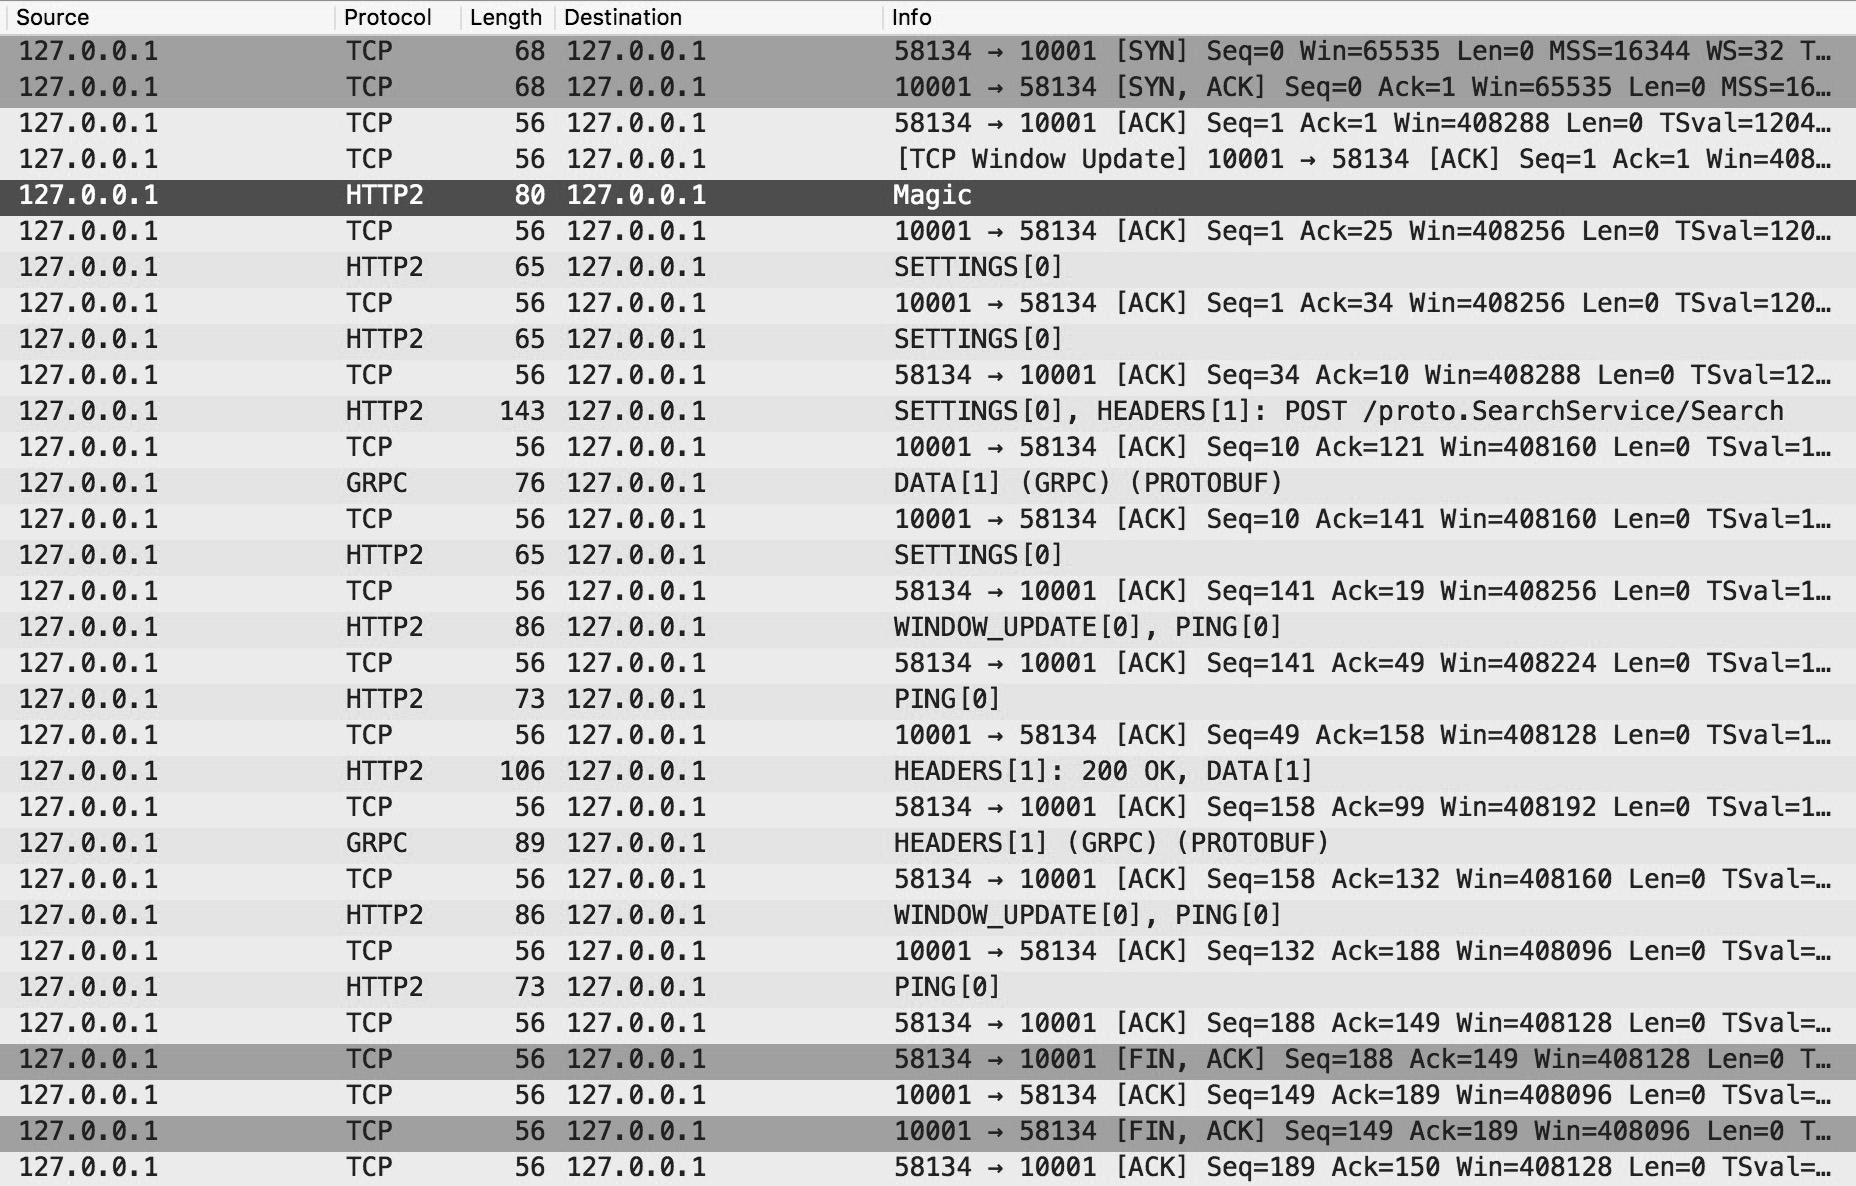 Source Protocol Length Destination Info
127.0.0.1 TCP 68 127.0.0.1 58134 → 10001 [SYN] Seq=0 Win=65535 Len=0 MSS=16344 WS=32 T…
127.0.0.1 TCP 68 127.0.0.1 10001 → 58134 [SYN, ACK] Seq=0 Ack=1 Win=65535 Len=0 MSS=16…
127.0.0.1 TCP 56 127.0.0.1 58134 → 10001 [ACK] Seq=1 Ack=1 Win=408288 Len=0 TSval=1204…
127.0.0.1 TCP 56 127.0.0.1 [TCP Window Update] 10001 → 58134 [ACK] Seq=1 Ack=1 Win=408…
127.0.0.1 HTTP2 80 127.0.0.1 Magic
127.0.0.1 TCP 56 127.0.0.1 10001 → 58134 [ACK] Seq=1 Ack=25 Win=408256 Len=0 TSval=120…
127.0.0.1 HTTP2 65 127.0.0.1 SETTINGS[0]
127.0.0.1 TCP 56 127.0.0.1 10001 → 58134 [ACK] Seq=1 Ack=34 Win=408256 Len=0 TSval=120…
127.0.0.1 HTTP2 65 127.0.0.1 SETTINGS[0]
127.0.0.1 TCP 56 127.0.0.1 58134 → 10001 [ACK] Seq=34 Ack=10 Win=408288 Len=0 TSval=12…
127.0.0.1 HTTP2 143 127.0.0.1 SETTINGS[0], HEADERS[1]: POST /proto.SearchService/Search
127.0.0.1 TCP 56 127.0.0.1 10001 → 58134 [ACK] Seq=10 Ack=121 Win=408160 Len=0 TSval=1…
127.0.0.1 GRPC 76 127.0.0.1 DATA[1] (GRPC) (PROTOBUF)
127.0.0.1 TCP 56 127.0.0.1 10001 → 58134 [ACK] Seq=10 Ack=141 Win=408160 Len=0 TSval=1…
127.0.0.1 HTTP2 65 127.0.0.1 SETTINGS[0]
127.0.0.1 TCP 56 127.0.0.1 58134 → 10001 [ACK] Seq=141 Ack=19 Win=408256 Len=0 TSval=1…
127.0.0.1 HTTP2 86 127.0.0.1 WINDOW_UPDATE[0], PING[0]
127.0.0.1 TCP 56 127.0.0.1 58134 → 10001 [ACK] Seq=141 Ack=49 Win=408224 Len=0 TSval=1…
127.0.0.1 HTTP2 73 127.0.0.1 PING[0]
127.0.0.1 TCP 56 127.0.0.1 10001 → 58134 [ACK] Seq=49 Ack=158 Win=408128 Len=0 TSval=1…
127.0.0.1 HTTP2 106 127.0.0.1 HEADERS[1]: 200 OK, DATA[1]
127.0.0.1 TCP 56 127.0.0.1 58134 → 10001 [ACK] Seq=158 Ack=99 Win=408192 Len=0 TSval=1…
127.0.0.1 GRPC 89 127.0.0.1 HEADERS[1] (GRPC) (PROTOBUF)
127.0.0.1 TCP 56 127.0.0.1 58134 → 10001 [ACK] Seq=158 Ack=132 Win=408160 Len=0 TSval=…
127.0.0.1 HTTP2 86 127.0.0.1 WINDOW_UPDATE[0], PING[0]
127.0.0.1 TCP 56 127.0.0.1 10001 → 58134 [ACK] Seq=132 Ack=188 Win=408096 Len=0 TSval=…
127.0.0.1 HTTP2 73 127.0.0.1 PING[0]
127.0.0.1 TCP 56 127.0.0.1 58134 → 10001 [ACK] Seq=188 Ack=149 Win=408128 Len=0 TSval=…
127.0.0.1 TCP 56 127.0.0.1 58134 → 10001 [FIN, ACK] Seq=188 Ack=149 Win=408128 Len=0 T…
127.0.0.1 TCP 56 127.0.0.1 10001 → 58134 [ACK] Seq=149 Ack=189 Win=408096 Len=0 TSval=…
127.0.0.1 TCP 56 127.0.0.1 10001 → 58134 [FIN, ACK] Seq=149 Ack=189 Win=408096 Len=0 T…
127.0.0.1 TCP 56 127.0.0.1 58134 → 10001 [ACK] Seq=189 Ack=150 Win=408128 Len=0 TSval=…